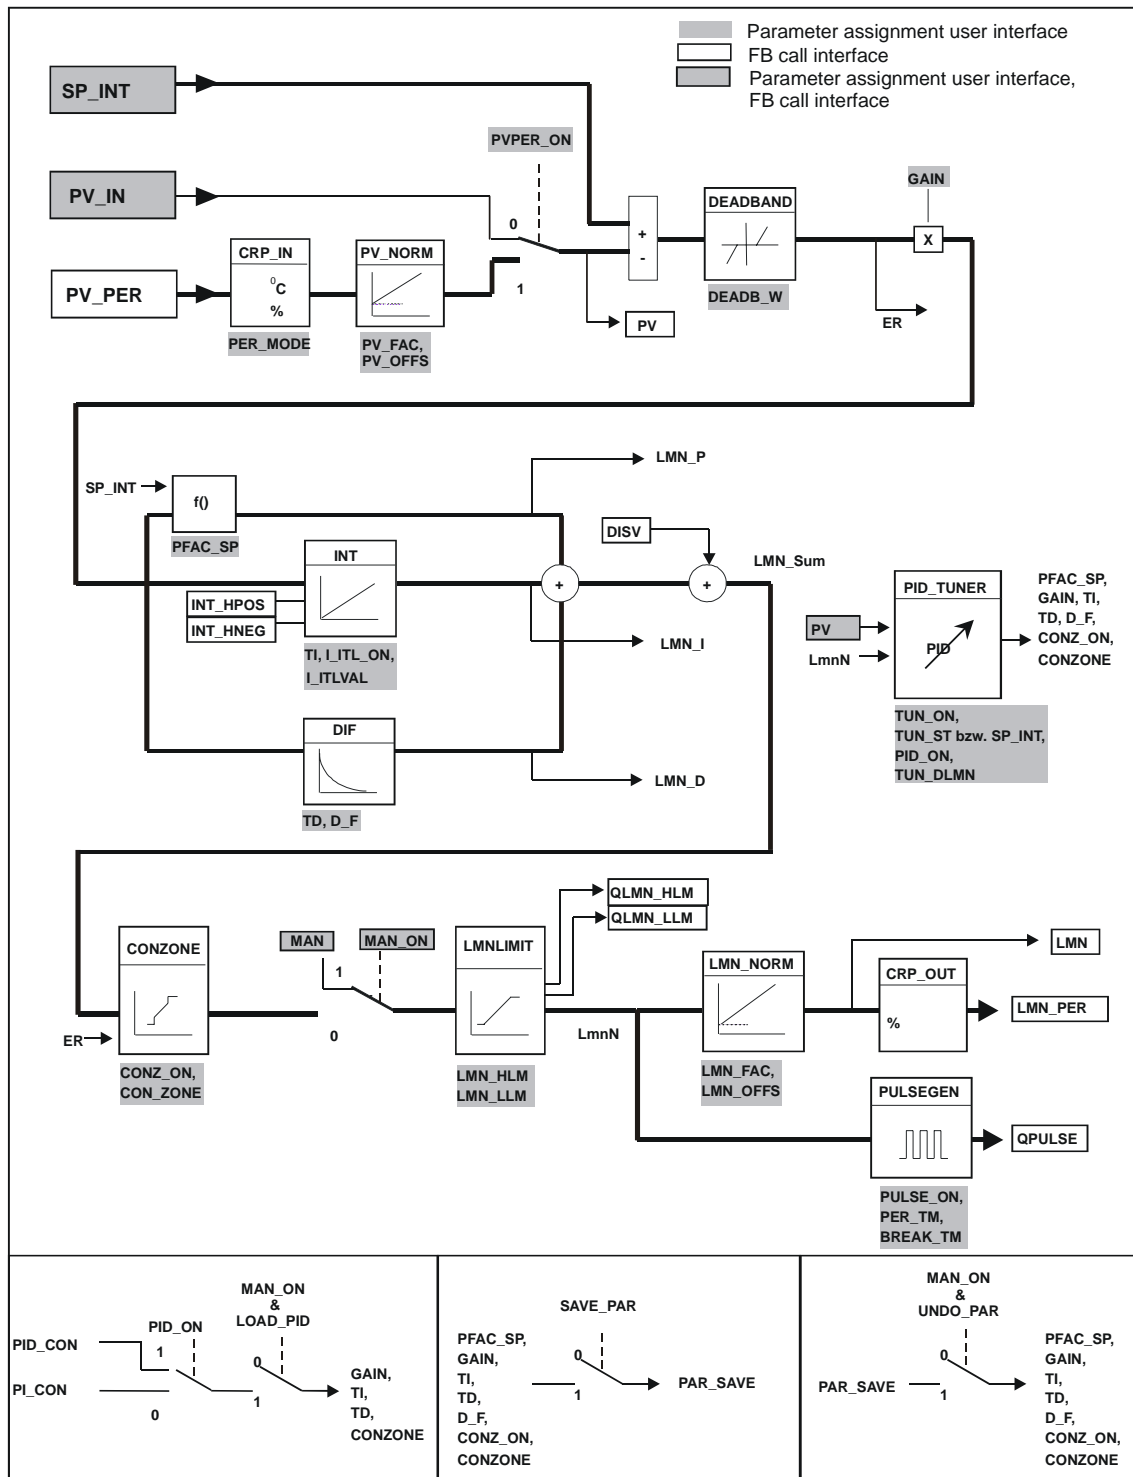 Parameter assignment user interface
FB call interface
Parameter assignment user interface,
FB call interface
SP_INT
PVPER_ON
PV_IN
GAIN
DEADBAND
0
+
-
X
CRP_IN
PV_NORM
PV_PER
0C
%
1
DEADB_W
PV
ER
PER_MODE
PV_FAC,
PV_OFFS
LMN_P
SP_INT
f()
PFAC_SP
DISV
INT
LMN_Sum
+
+
INT_HPOS
INT_HNEG
LMN_I
TI, I_ITL_ON,
I_ITLVAL
PID_TUNER
PV
LmnN
PID
PFAC_SP,
GAIN, TI,
TD, D_F,
CONZ_ON,
CONZONE
TUN_ON,
TUN_ST bzw. SP_INT,
PID_ON,
TUN_DLMN
DIF
LMN_D
TD, D_F
QLMN_HLM
QLMN_LLM
CONZONE
MAN
MAN_ON
LMNLIMIT
LMN_NORM
LMN
CRP_OUT
1
LMN_PER
%
ER
0
LmnN
CONZ_ON,
CON_ZONE
LMN_HLM
LMN_LLM
LMN_FAC,
LMN_OFFS
PULSEGEN
QPULSE
PULSE_ON,
PER_TM,
BREAK_TM
MAN_ON
&
LOAD_PID
PID_ON
PID_CON
1
0
PI_CON
0
1
GAIN,
TI,
TD,
CONZONE
SAVE_PAR
PFAC_SP,
GAIN,
TI,
TD,
D_F,
CONZ_ON,
CONZONE
0
1
PAR_SAVE
MAN_ON
&
UNDO_PAR
0
PAR_SAVE
1
PFAC_SP,
GAIN,
TI,
TD,
D_F,
CONZ_ON,
CONZONE